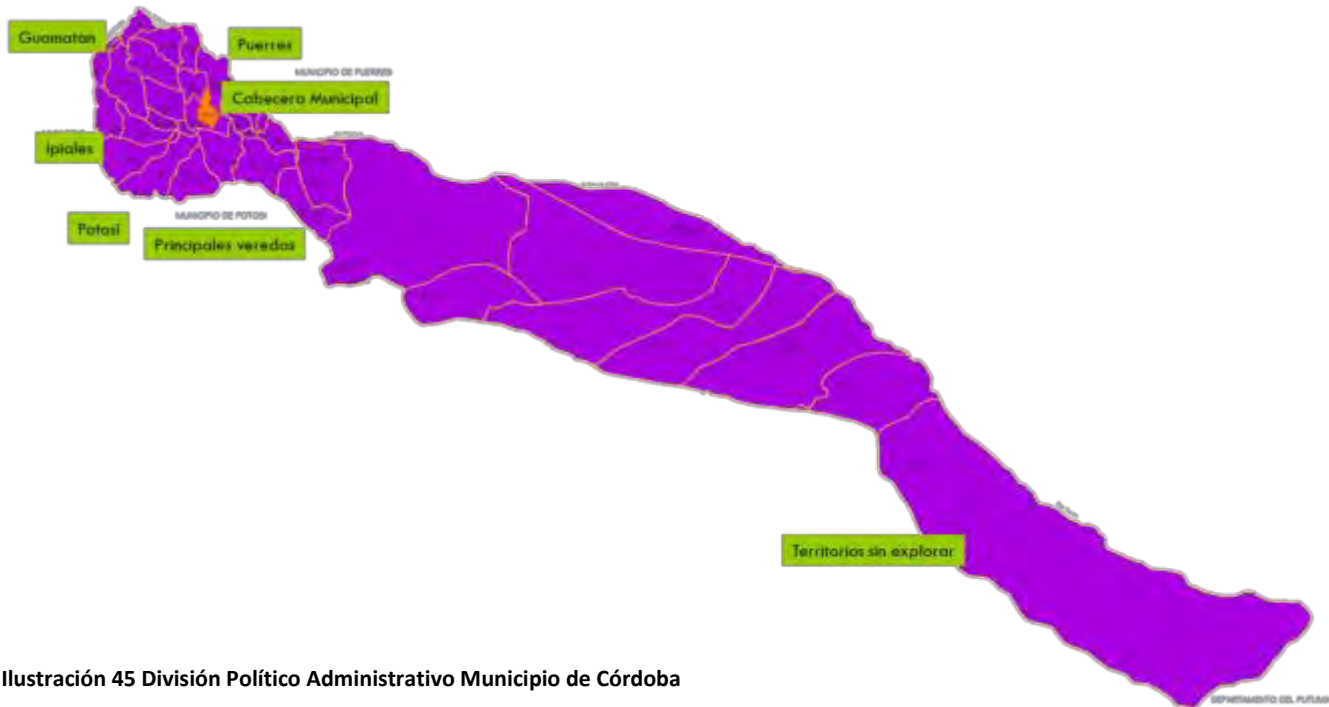 Guamatan
Puerres
MUNICIPIO DE PUERRES
Cabecera Municipal
Ipiales
MUNICIPIO DE POTOSI
Potosí
Principales veredas
Territorios sin explorar
Ilustración 45 División Político Administrativo Municipio de Córdoba
DEPARTAMENTO DEL PUTUMA